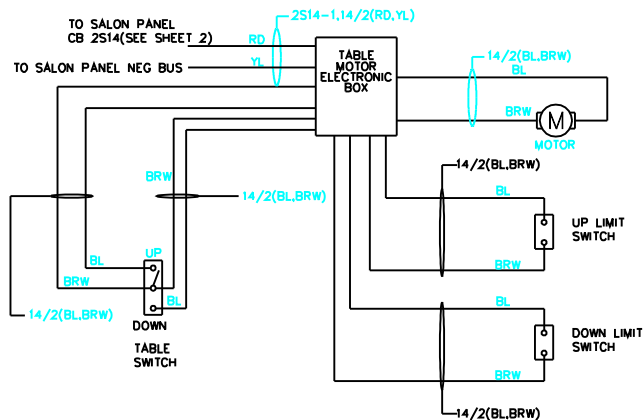 2S14-1,14/2(RD,YL)
TO SALON PANEL
CB 2S14(SEE SHEET 2)
RD
TO SALON PANEL NEG BUS
YL
TABLE
MOTOR
ELECTRONIC
BOX
14/2(BL,BRW)
BL
BRW
M
MOTOR
14/2(BL,BRW)
BRW
14/2(BL,BRW)
BL
UP LIMIT
SWITCH
BRW
UP
BL
BRW
BL
14/2(BL,BRW)
DOWN
TABLE
SWITCH
BL
DOWN LIMIT
SWITCH
BRW
14/2(BL,BRW)